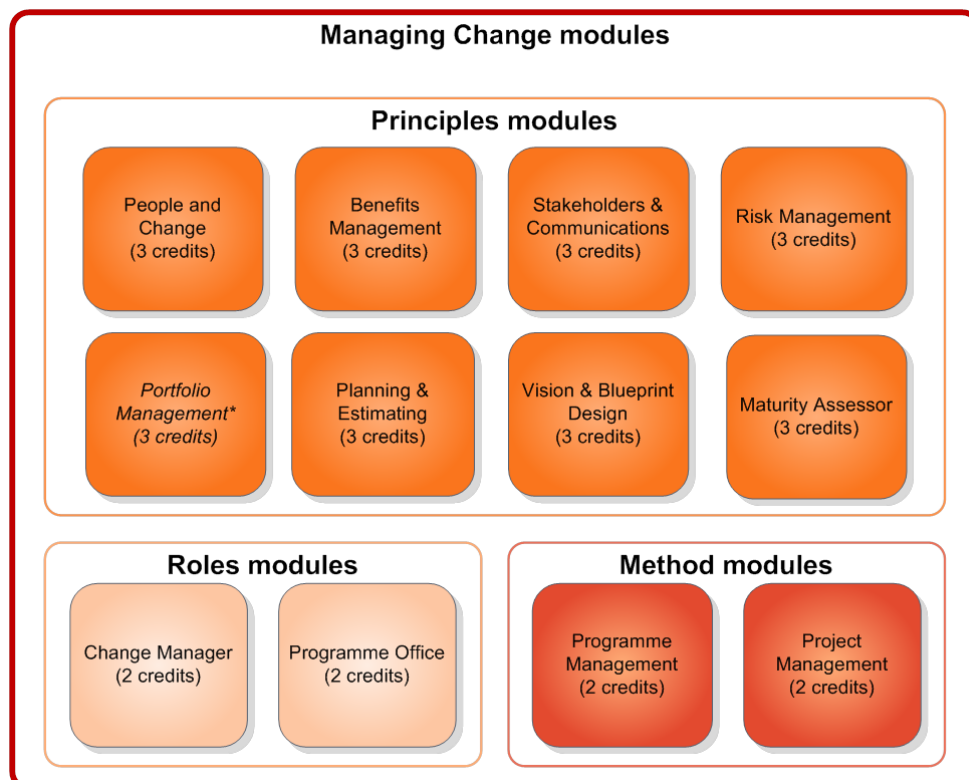 Managing Change modules
Principles modules
People and
Change
(3 credits)
Benefits
Management
(3 credits)
Stakeholders &
Communications
(3 credits)
Risk Management
(3 credits)
Portfolio
Management*
(3 credits)
Planning &
Estimating
(3 credits)
Vision & Blueprint
Design
(3 credits)
Maturity Assessor
(3 credits)
Roles modules
Change Manager
(2 credits)
Programme Office
(2 credits)
Method modules
Programme
Management
(2 credits)
Project
Management
(2 credits)